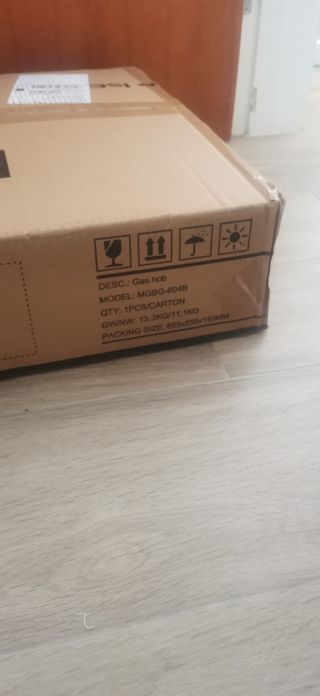 DESC.: Gas hob
MODEL: MGBG-604B
QTY: 1PCS/CARTON
GW/NW: 13.3KG/11.1KG
PACKING SIZE: 655x555x153MM